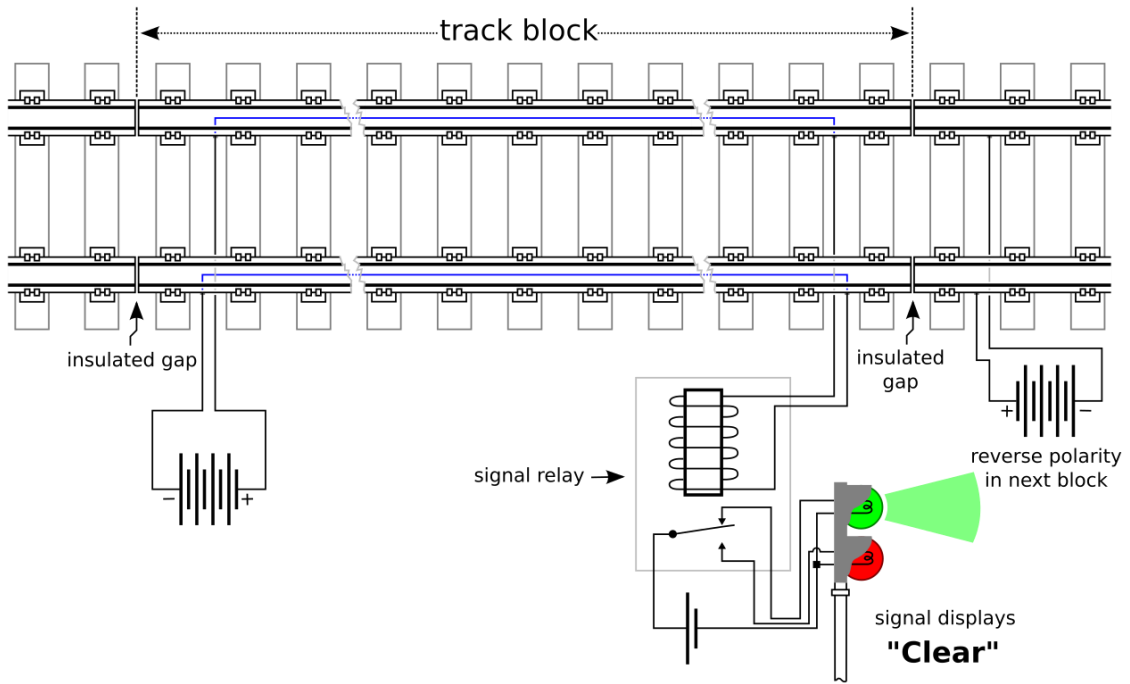 track block
insulated gap
insulated
gap
+ −
reverse polarity
in next block
signal relay
− +
signal displays
"Clear"